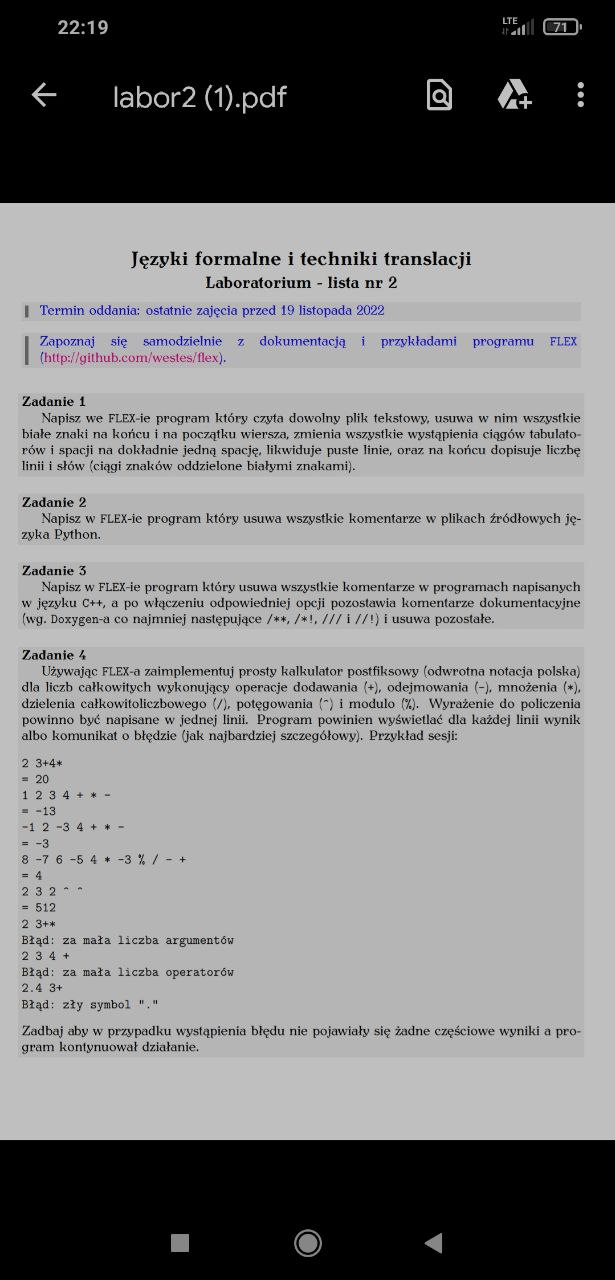 22:19
LTE
71
labor2 (1).pdf
Języki formalne i techniki translacji
Laboratorium - lista nr 2
Termin oddania: ostatnie zajęcia przed 19 listopada 2022
Zapoznaj się samodzielnie z dokumentacją i przykładami programu FLEX
(http://github.com/westes/flex).
Zadanie 1
Napisz we FLEX-ie program który czyta dowolny plik tekstowy, usuwa w nim wszystkie
białe znaki na końcu i na początku wiersza, zmienia wszystkie wystąpienia ciągów tabulato-
rów i spacji na dokładnie jedną spację, likwiduje puste linie, oraz na końcu dopisuje liczbę
linii i słów (ciągi znaków oddzielone białymi znakami).
Zadanie 2
Napisz w FLEX-ie program który usuwa wszystkie komentarze w plikach źródłowych ję-
zyka Python.
Zadanie 3
Napisz w FLEX-ie program który usuwa wszystkie komentarze w programach napisanych
w języku C++, a po włączeniu odpowiedniej opcji pozostawia komentarze dokumentacyjne
(wg. Doxygen-a co najmniej następujące /**, /*!, /// i //!) i usuwa pozostałe.
Zadanie 4
Używając FLEX-a zaimplementuj prosty kalkulator postfiksowy (odwrotna notacja polska)
dla liczb całkowitych wykonujący operacje dodawania (+), odejmowania (-), mnożenia (*),
dzielenia całkowitoliczbowego (/), potęgowania (^) i modulo (%). Wyrażenie do policzenia
powinno być napisane w jednej linii. Program powinien wyświetlać dla każdej linii wynik
albo komunikat o błędzie (jak najbardziej szczegółowy). Przykład sesji:
2 3+4*
= 20
1 2 3 4 + * -
= -13
-1 2 -3 4 + * -
= -3
8 -7 6 -5 4 * -3 % / - +
= 4
2 3 2 ^ ^
= 512
2 3+*
Błąd: za mała liczba argumentów
2 3 4 +
Błąd: za mała liczba operatorów
2.4 3+
Błąd: zły symbol "."
Zadbaj aby w przypadku wystąpienia błędu nie pojawiały się żadne częściowe wyniki a pro-
gram kontynuował działanie.